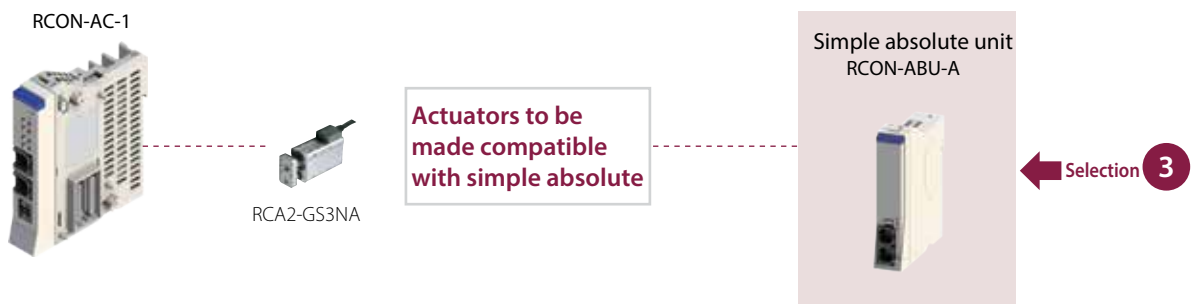 RCON-AC-1
RCA2-GS3NA
Actuators to be
made compatible
with simple absolute
Simple absolute unit
RCON-ABU-A
Selection 3